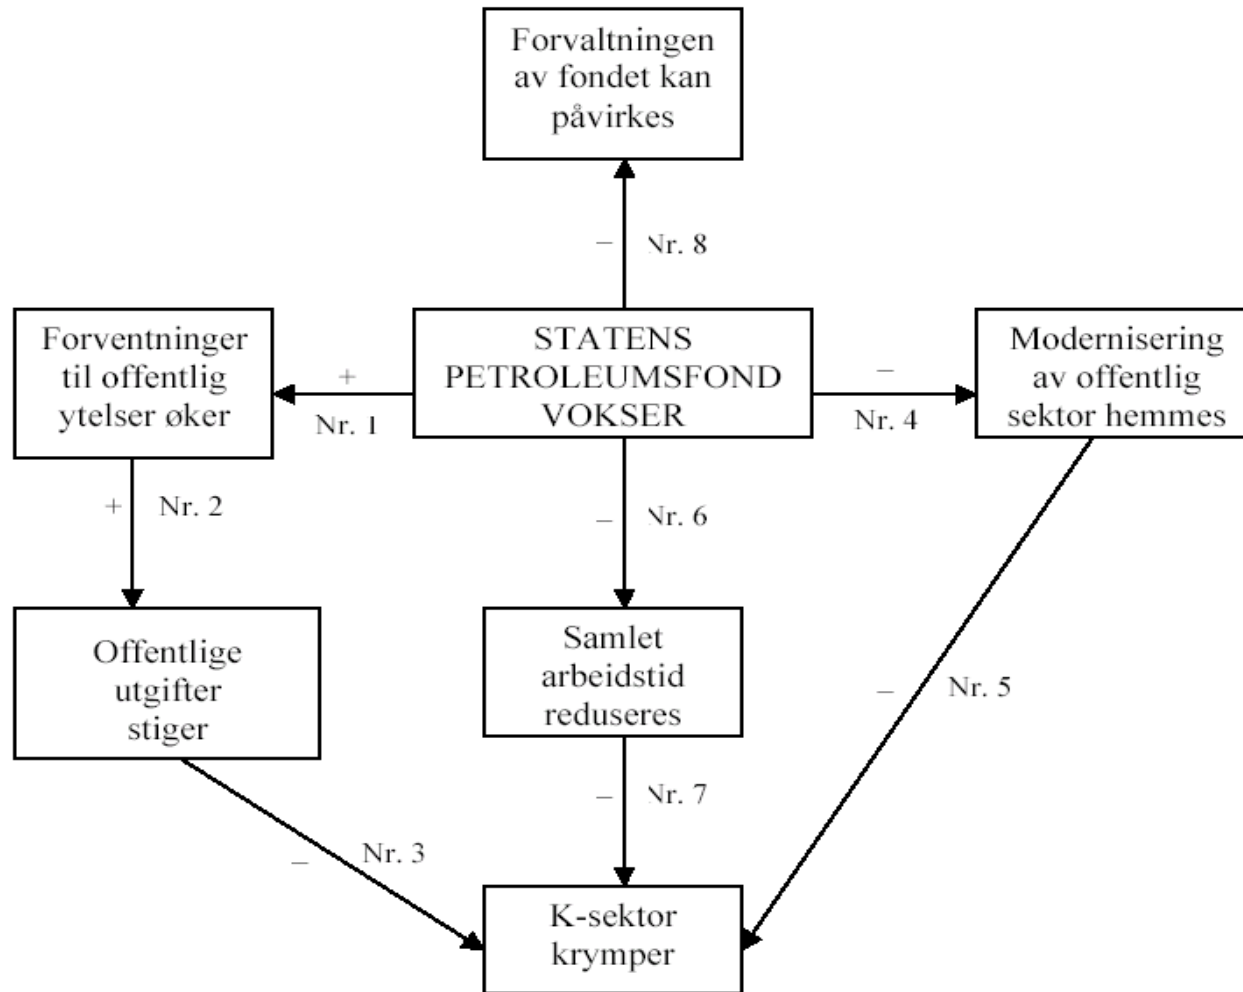 Forvaltningen
av fondet kan
påvirkes
–
Nr. 8
Forventninger
til offentlig
ytelser øker
+
Nr. 1
STATENS
PETROLEUMSFOND
VOKSER
–
Nr. 4
Modernisering
av offentlig
sektor hemmes
+
Nr. 2
–
Nr. 6
Offentlige
utgifter
stiger
Samlet
arbeidstid
reduseres
–
Nr. 5
–
Nr. 7
–
Nr. 3
K-sektor
krymper